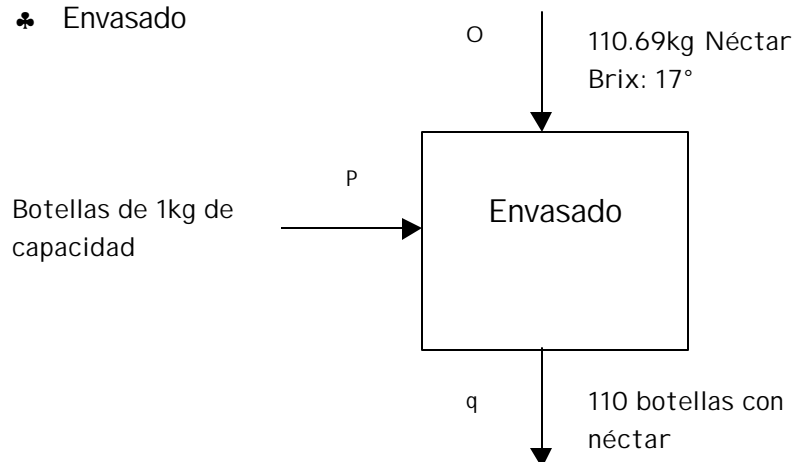 ♣ Envasado
O
110.69kg Néctar
Brix: 17°
P
Botellas de 1kg de
capacidad
Envasado
q
110 botellas con
néctar